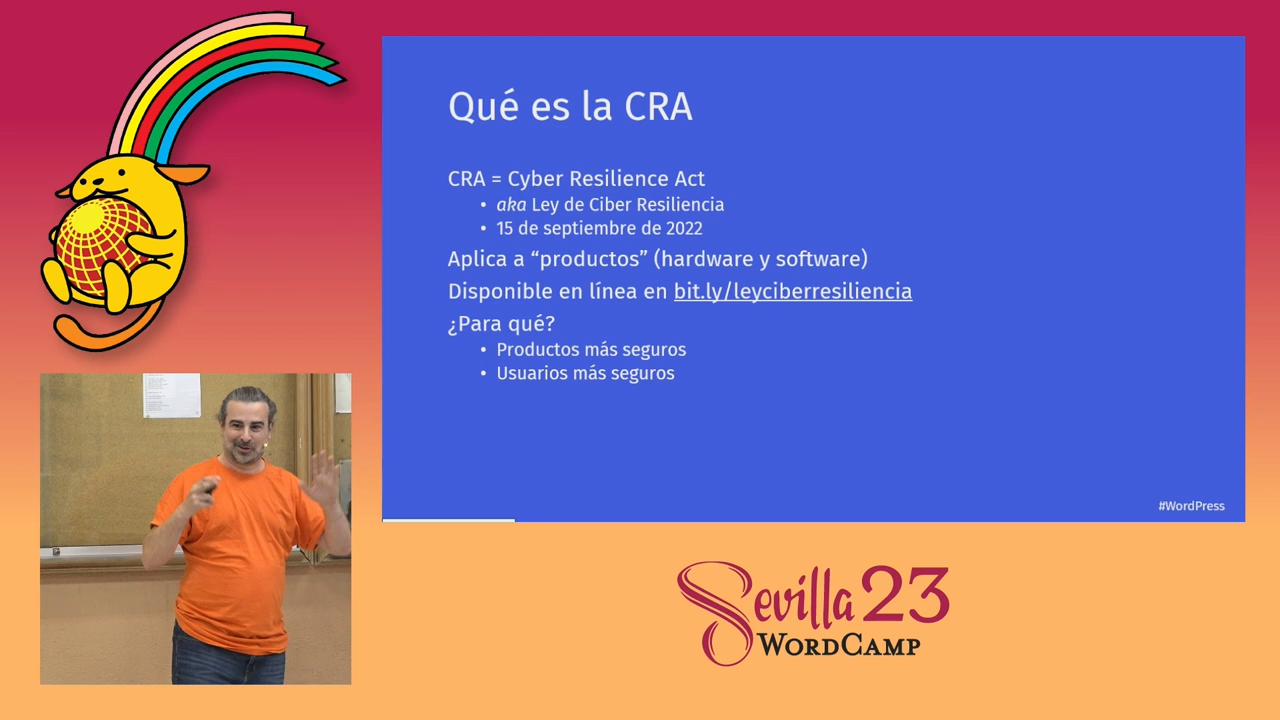 Qué es la CRA
CRA = Cyber Resilience Act
• aka Ley de Ciber Resiliencia
• 15 de septiembre de 2022
Aplica a “productos” (hardware y software)
Disponible en línea en bit.ly/leyciberresiliencia
¿Para qué?
• Productos más seguros
• Usuarios más seguros
#WordPress
Sevilla 23
WORDCAMP